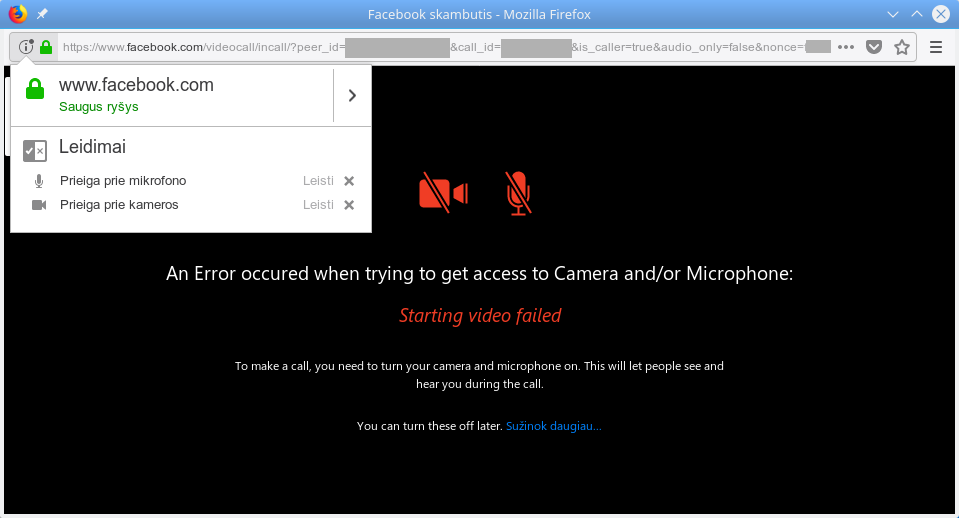 Facebook skambutis - Mozilla Firefox
https://www.facebook.com/videocall/incall/?peer_id= &call_id= &is_caller=true&audio_only=false&nonce=
www.facebook.com
Saugus ryšys
Leidimai
Prieiga prie mikrofono Leisti
Prieiga prie kameros Leisti
An Error occured when trying to get access to Camera and/or Microphone:
Starting video failed
To make a call, you need to turn your camera and microphone on. This will let people see and
hear you during the call.
You can turn these off later. Sužinok daugiau...